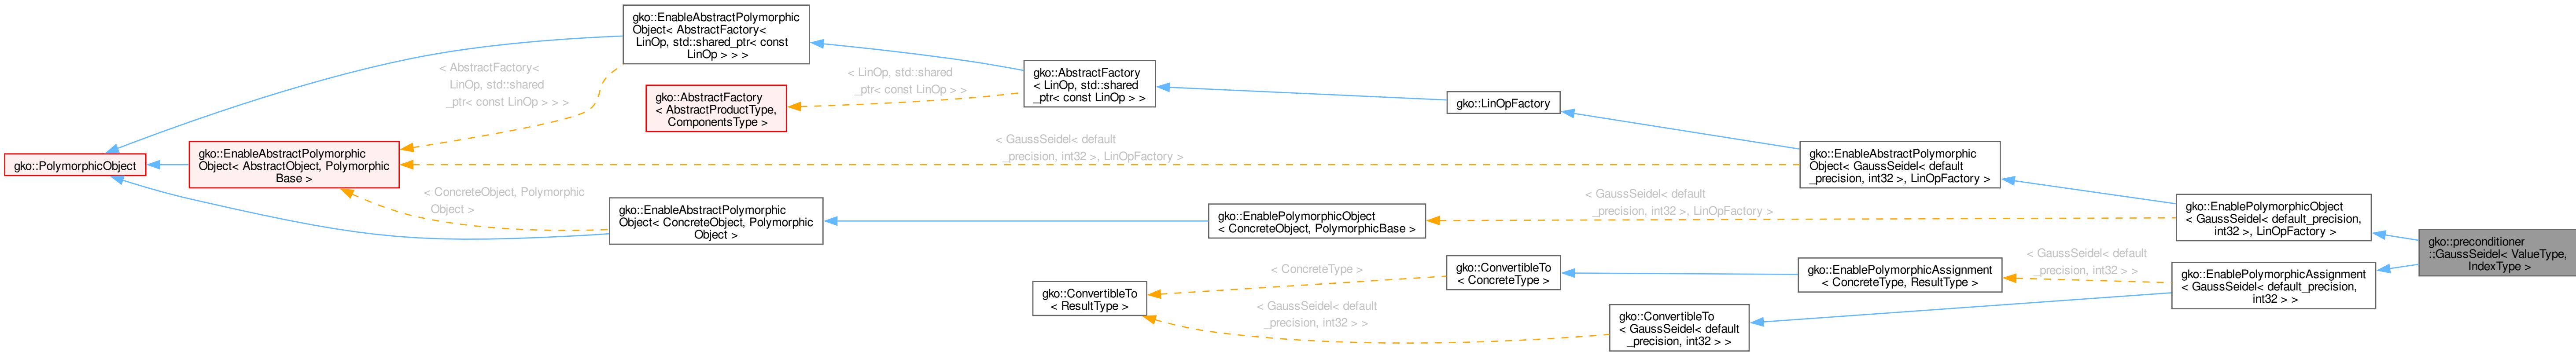 gko::EnableAbstractPolymorphic
Object< AbstractFactory<
LinOp, std::shared_ptr< const
LinOp > > >
< AbstractFactory<
LinOp, std::shared
_ptr< const LinOp > > >
gko::AbstractFactory
< AbstractProductType,
ComponentsType >
< LinOp, std::shared
_ptr< const LinOp > >
gko::AbstractFactory
< LinOp, std::shared
_ptr< const LinOp > >
gko::LinOpFactory
gko::PolymorphicObject
gko::EnableAbstractPolymorphic
Object< AbstractObject, Polymorphic
Base >
< GaussSeidel< default
_precision, int32 >, LinOpFactory >
gko::EnableAbstractPolymorphic
Object< GaussSeidel< default
_precision, int32 >, LinOpFactory >
< ConcreteObject, Polymorphic
Object >
gko::EnableAbstractPolymorphic
Object< ConcreteObject, Polymorphic
Object >
gko::EnablePolymorphicObject
< ConcreteObject, PolymorphicBase >
< GaussSeidel< default
_precision, int32 >, LinOpFactory >
gko::EnablePolymorphicObject
< GaussSeidel< default_precision,
int32 >, LinOpFactory >
gko::preconditioner
::GaussSeidel< ValueType,
IndexType >
gko::ConvertibleTo
< ResultType >
< ConcreteType >
gko::ConvertibleTo
< ConcreteType >
gko::EnablePolymorphicAssignment
< ConcreteType, ResultType >
< GaussSeidel< default
_precision, int32 > >
gko::EnablePolymorphicAssignment
< GaussSeidel< default_precision,
int32 > >
< GaussSeidel< default
_precision, int32 > >
gko::ConvertibleTo
< GaussSeidel< default
_precision, int32 > >